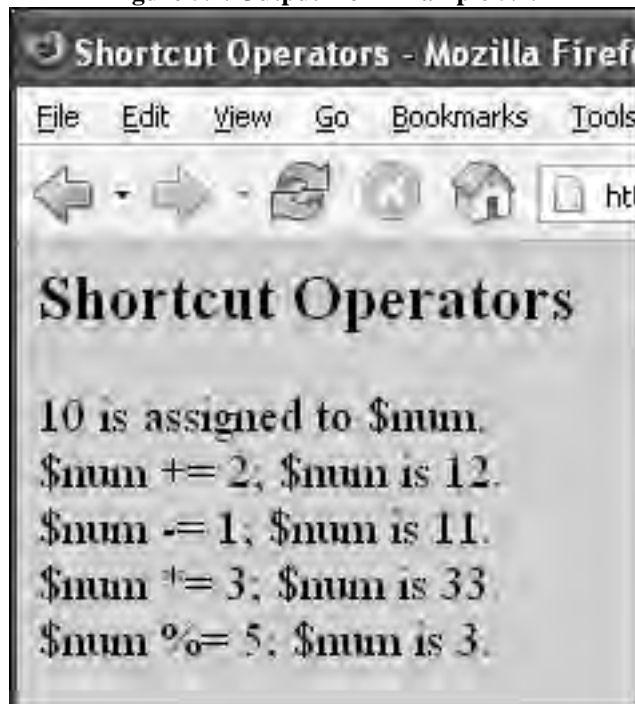 Shortcut Operators - Mozilla Firef
File Edit View Go Bookmarks Tools
htt
Shortcut Operators
10 is assigned to $num.
$num += 2; $num is 12.
$num -= 1; $num is 11.
$num *= 3; $num is 33.
$num %= 5; $num is 3.